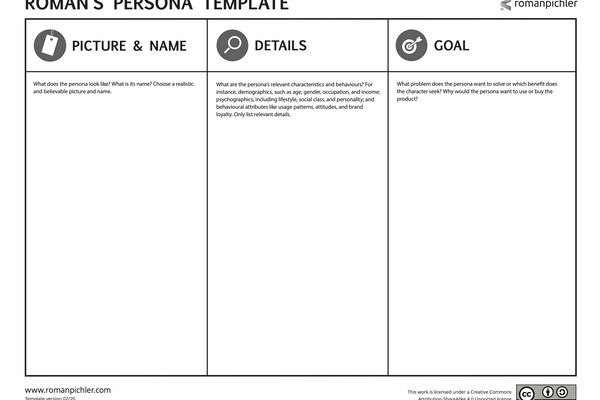 ROMAN'S PERSONA TEMPLATE
romanpichler
PICTURE & NAME
DETAILS
GOAL
What does the persona look like? What is its name? Choose a realistic
and believable picture and name.
What are the persona's relevant characteristics and behaviours? For
instance, demographics, such as age, gender, occupation, and income;
psychographics, including lifestyle, social class, and personality; and
behavioural attributes like usage patterns, attitudes, and brand
loyalty. Only list relevant details.
What problem does the persona want to solve or which benefit does
the character seek? Why would the persona want to use or buy the
product?
www.romanpichler.com
Template version 02/20
This work is licensed under a Creative Commons
Attribution-ShareAlike 4.0 Unported license
cc